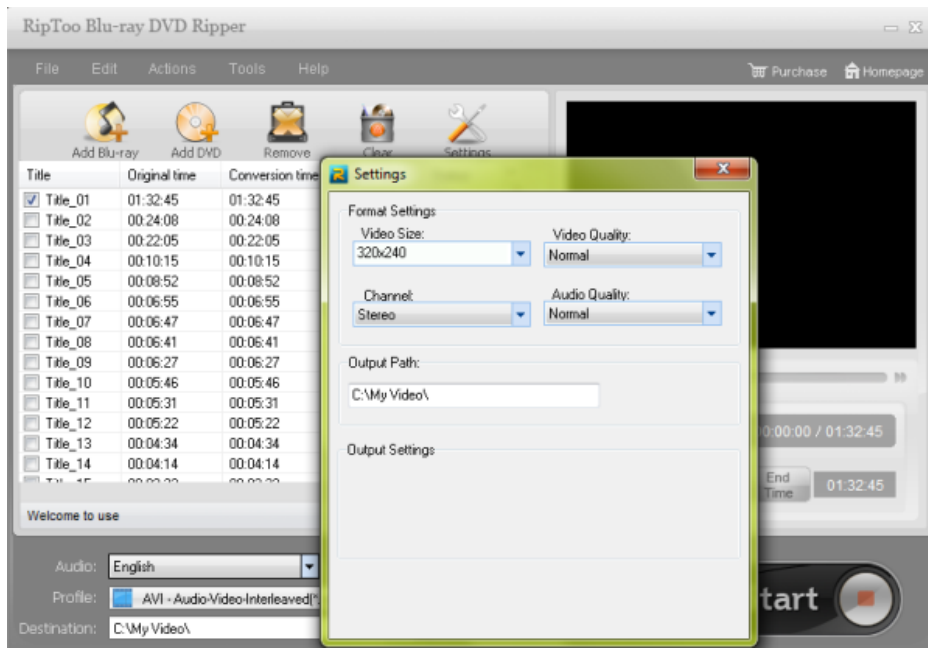 RipToo Blu-ray DVD Ripper
File Edit Actions Tools Help Purchase Homepage
Add Blu-ray Add DVD Remove Clear Settings
Title Original time Conversion time
Title_01 01:32:45 01:32:45
Title_02 00:24:08 00:24:08
Title_03 00:22:05 00:22:05
Title_04 00:10:15 00:10:15
Title_05 00:08:52 00:08:52
Title_06 00:06:55 00:06:55
Title_07 00:06:47 00:06:47
Title_08 00:06:41 00:06:41
Title_09 00:06:27 00:06:27
Title_10 00:05:46 00:05:46
Title_11 00:05:31 00:05:31
Title_12 00:05:22 00:05:22
Title_13 00:04:34 00:04:34
Title_14 00:04:14 00:04:14
Welcome to use
Settings
Format Settings
Video Size: Video Quality:
320x240 Normal
Channel: Audio Quality:
Stereo Normal
Output Path:
C:\My Video\
Output Settings
00:00:00 / 01:32:45
End Time 01:32:45
Audio: English
Profile: AVI - Audio-Video-Interleaved(*.
Destination: C:\My Video\
tart